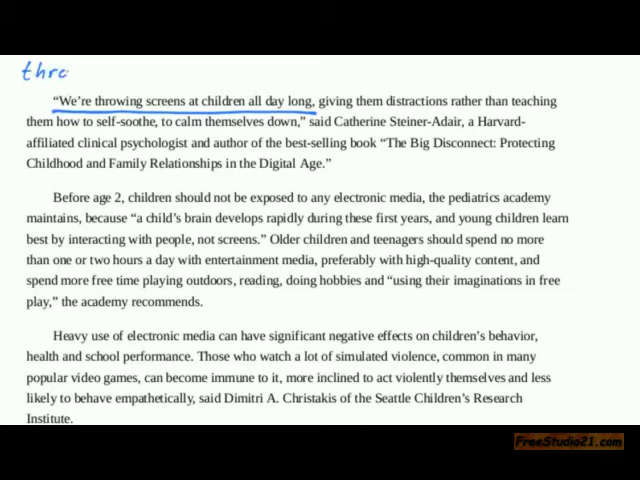 thro
“We’re throwing screens at children all day long, giving them distractions rather than teaching
them how to self-soothe, to calm themselves down,” said Catherine Steiner-Adair, a Harvard-
affiliated clinical psychologist and author of the best-selling book “The Big Disconnect: Protecting
Childhood and Family Relationships in the Digital Age.”
Before age 2, children should not be exposed to any electronic media, the pediatrics academy
maintains, because “a child’s brain develops rapidly during these first years, and young children learn
best by interacting with people, not screens.” Older children and teenagers should spend no more
than one or two hours a day with entertainment media, preferably with high-quality content, and
spend more free time playing outdoors, reading, doing hobbies and “using their imaginations in free
play,” the academy recommends.
Heavy use of electronic media can have significant negative effects on children’s behavior,
health and school performance. Those who watch a lot of simulated violence, common in many
popular video games, can become immune to it, more inclined to act violently themselves and less
likely to behave empathetically, said Dimitri A. Christakis of the Seattle Children’s Research
Institute.
FreeStudio21.com